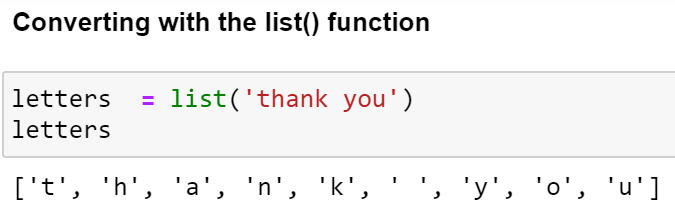 Converting with the list() function
letters  = list('thank you')
letters
['t', 'h', 'a', 'n', 'k', ' ', 'y', 'o', 'u']